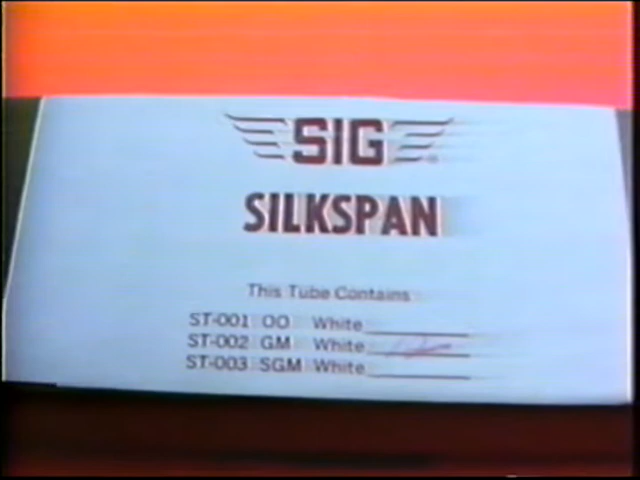 SIG
SILKSPAN
This Tube Contains
ST-001 OO White
ST-002 GM White
ST-003 SGM White